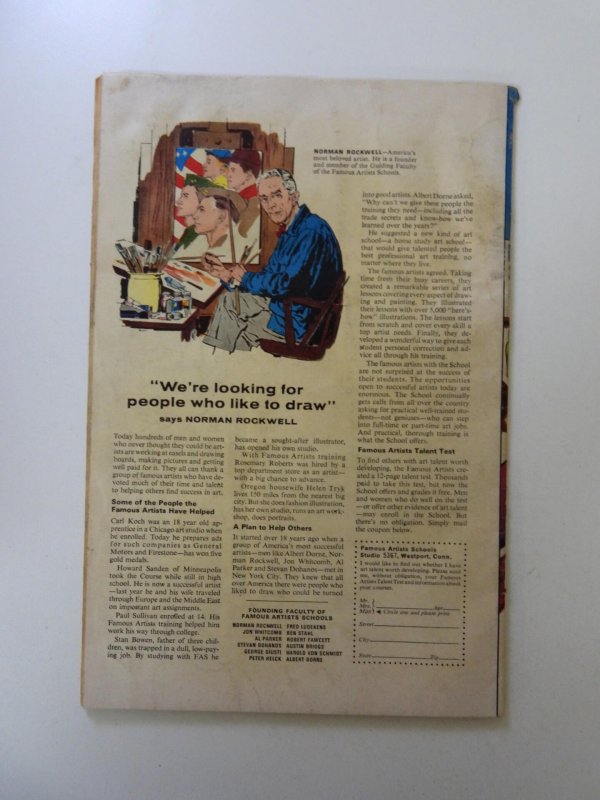 NORMAN ROCKWELL—America's
most beloved artist. He is a founder
and member of the Guiding Faculty
of the Famous Artists Schools.
"We're looking for
people who like to draw"
says NORMAN ROCKWELL
Today hundreds of men and women
who never thought they could be art-
ists are working at easels and drawing
boards, making pictures and getting
well paid for it. They all can thank a
group of famous artists who have de-
voted much of their time and talent
to helping others find success in art.
Some of the People the
Famous Artists Have Helped
Carl Koch was an 18 year old ap-
prentice in a Chicago art studio when
he enrolled. Today he prepares ads
for such companies as General
Motors and Firestone—has won five
gold medals.
Howard Sanden of Minneapolis
took the Course while still in high
school. He is now a successful artist
—last year he and his wife traveled
through Europe and the Middle East
on important art assignments.
Paul Sullivan enrolled at 14. His
Famous Artists training helped him
work his way through college.
Stan Bowen, father of three chil-
dren, was trapped in a dull, low-pay-
ing job. By studying with FAS he
became a sought-after illustrator,
has opened his own studio.
With Famous Artists training
Rosemary Roberts was hired by a
top department store as an artist—
with a big chance to advance.
Oregon housewife Helen Tryk
lives 150 miles from the nearest big
city. But she does fashion illustration,
has her own studio, runs an art work-
shop, does portraits.
A Plan to Help Others
It started over 18 years ago when a
group of America's most successful
artists—men like Albert Dorne, Nor-
man Rockwell, Jon Whitcomb, Al
Parker and Stevan Dohanos—met in
New York City. They knew that all
over America there were people who
liked to draw who could be turned
FOUNDING FACULTY OF
FAMOUS ARTISTS SCHOOLS
NORMAN ROCKWELL FRED LUDEKENS
JON WHITCOMB BEN STAHL
AL PARKER ROBERT FAWCETT
STEVAN DOHANOS AUSTIN BRIGGS
GEORGE GIUSTI HAROLD VON SCHMIDT
PETER HELCK ALBERT DORNE
into good artists. Albert Dorne asked,
"Why can't we give these people the
training they need—including all the
trade secrets and know-how we've
learned over the years?"
He suggested a new kind of art
school—a home study art school—
that would give talented people the
best professional art training, no
matter where they live.
The famous artists agreed. Taking
time from their busy careers, they
created a remarkable series of art
lessons covering every aspect of draw-
ing and painting. They illustrated
their lessons with over 5,000 "here's-
how" illustrations. The lessons start
from scratch and cover every skill a
top artist needs. Finally, they de-
veloped a wonderful way to give each
student personal correction and ad-
vice all through his training.
The famous artists with the School
are not surprised at the success of
their students. The opportunities
open to successful artists today are
enormous. The School continually
gets calls from all over the country,
asking for practical well-trained stu-
dents—not geniuses—who can step
into full-time or part-time art jobs.
And practical, thorough training is
what the School offers.
Famous Artists Talent Test
To find others with art talent worth
developing, the Famous Artists cre-
ated a 12-page talent test. Thousands
paid to take this test, but now the
School offers and grades it free. Men
and women who do well on the test
—or offer other evidence of art talent
—may enroll in the School. But
there's no obligation. Simply mail
the coupon below.
Famous Artists Schools
Studio 5367, Westport, Conn.
I would like to find out whether I have
art talent worth developing. Please send
me, without obligation, your Famous
Artists Talent Test and information about
your courses.
Mr.
Mrs.
Miss
Age
Circle one and please print
Street
City
State Zip